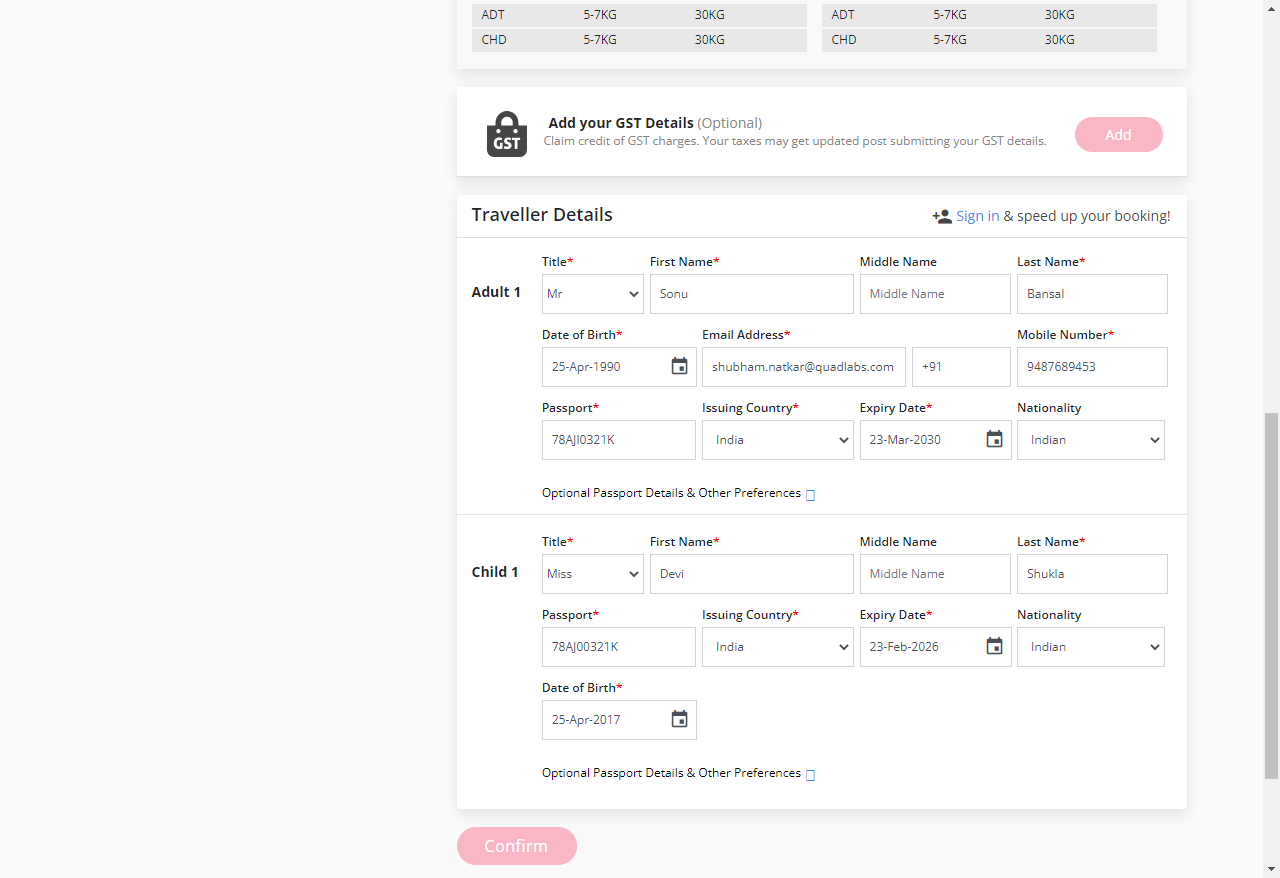 ADT 5-7KG 30KG ADT 5-7KG 30KG
CHD 5-7KG 30KG CHD 5-7KG 30KG
GST
Add your GST Details (Optional)
Claim credit of GST charges. Your taxes may get updated post submitting your GST details.
Add
Traveller Details
Sign in & speed up your booking!
Title* First Name* Middle Name Last Name*
Adult 1 Mr Sonu Middle Name Bansal
Date of Birth* Email Address* Mobile Number*
25-Apr-1990 shubham.natkar@quadlabs.com +91 9487689453
Passport* Issuing Country* Expiry Date* Nationality
78AJI0321K India 23-Mar-2030 Indian
Optional Passport Details & Other Preferences
Title* First Name* Middle Name Last Name*
Child 1 Miss Devi Middle Name Shukla
Passport* Issuing Country* Expiry Date* Nationality
78AJ00321K India 23-Feb-2026 Indian
Date of Birth*
25-Apr-2017
Optional Passport Details & Other Preferences
Confirm